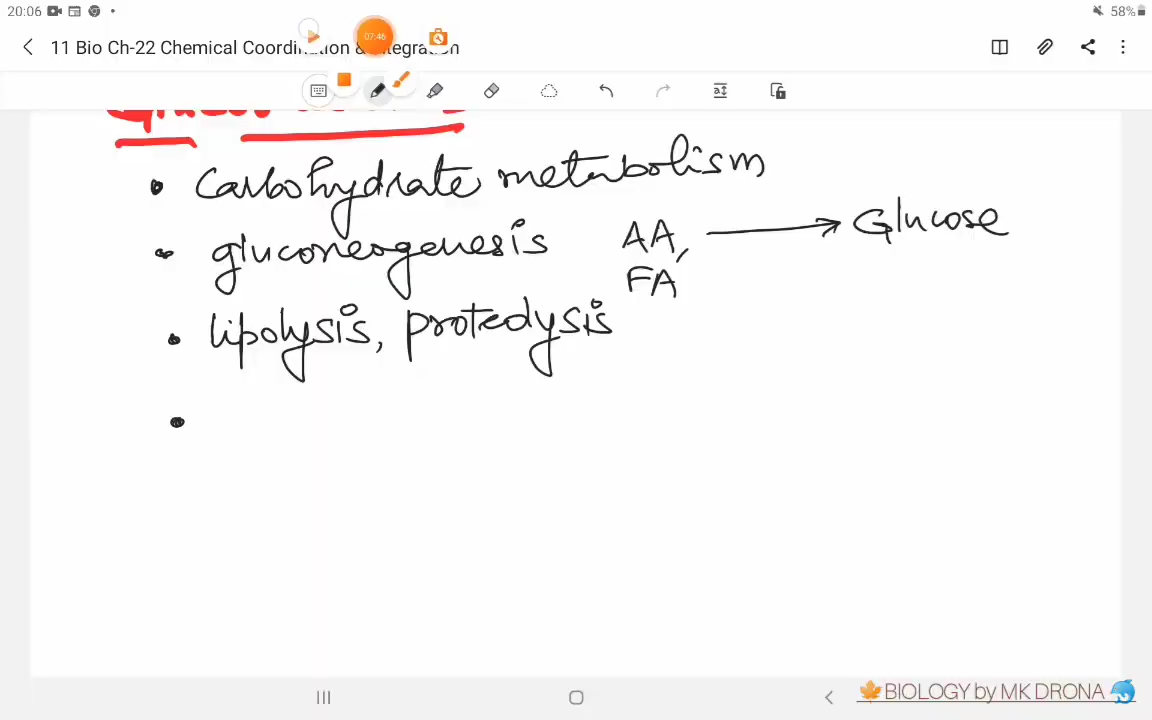 20:06
58%
11 Bio Ch-22 Chemical Coordination & Integration
07:46
• Carbohydrate metabolism
• gluconeogenesis AA, FA → Glucose
• lipolysis, proteolysis
•
BIOLOGY by MK DRONA